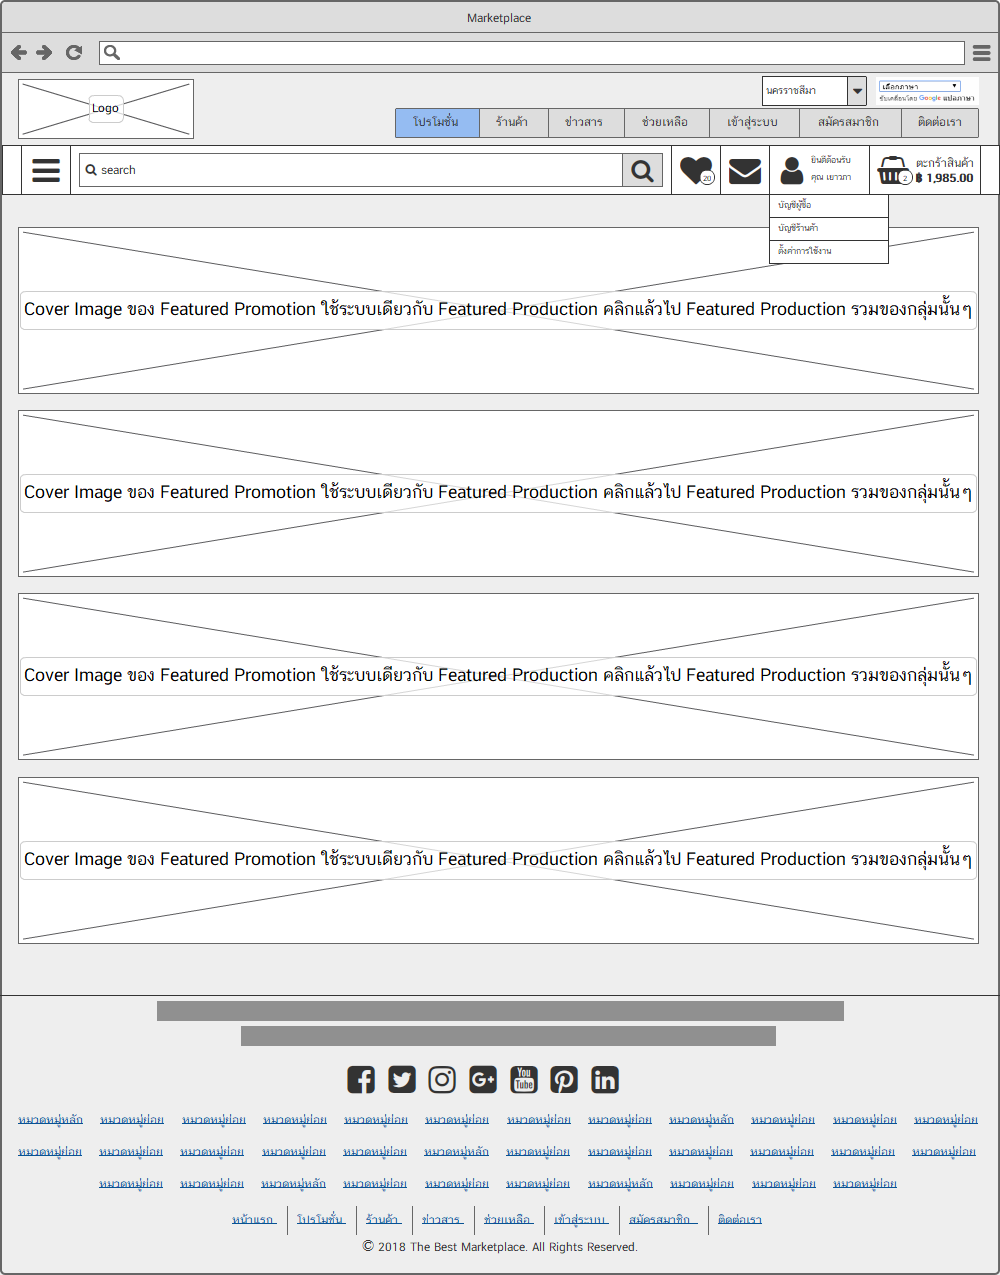 Marketplace
Logo
นครราชสีมา
เลือกภาษา
ขับเคลื่อนโดย Google แปลภาษา
โปรโมชั่น ร้านค้า ข่าวสาร ช่วยเหลือ เข้าสู่ระบบ สมัครสมาชิก ติดต่อเรา
search
20
ยินดีต้อนรับ
คุณ เยาวภา
2
ตะกร้าสินค้า
฿ 1,985.00
บัญชีผู้ซื้อ
บัญชีร้านค้า
ตั้งค่าการใช้งาน
Cover Image ของ Featured Promotion ใช้ระบบเดียวกับ Featured Production คลิกแล้วไป Featured Production รวมของกลุ่มนั้นๆ
Cover Image ของ Featured Promotion ใช้ระบบเดียวกับ Featured Production คลิกแล้วไป Featured Production รวมของกลุ่มนั้นๆ
Cover Image ของ Featured Promotion ใช้ระบบเดียวกับ Featured Production คลิกแล้วไป Featured Production รวมของกลุ่มนั้นๆ
Cover Image ของ Featured Promotion ใช้ระบบเดียวกับ Featured Production คลิกแล้วไป Featured Production รวมของกลุ่มนั้นๆ
You Tube
หมวดหมู่หลัก หมวดหมู่ย่อย หมวดหมู่ย่อย หมวดหมู่ย่อย หมวดหมู่ย่อย หมวดหมู่ย่อย หมวดหมู่ย่อย หมวดหมู่ย่อย หมวดหมู่หลัก หมวดหมู่ย่อย หมวดหมู่ย่อย หมวดหมู่ย่อย
หมวดหมู่ย่อย หมวดหมู่ย่อย หมวดหมู่ย่อย หมวดหมู่ย่อย หมวดหมู่ย่อย หมวดหมู่หลัก หมวดหมู่ย่อย หมวดหมู่ย่อย หมวดหมู่ย่อย หมวดหมู่ย่อย หมวดหมู่ย่อย หมวดหมู่ย่อย
หมวดหมู่ย่อย หมวดหมู่ย่อย หมวดหมู่หลัก หมวดหมู่ย่อย หมวดหมู่ย่อย หมวดหมู่ย่อย หมวดหมู่หลัก หมวดหมู่ย่อย หมวดหมู่ย่อย หมวดหมู่ย่อย
หน้าแรก โปรโมชั่น ร้านค้า ข่าวสาร ช่วยเหลือ เข้าสู่ระบบ สมัครสมาชิก ติดต่อเรา
© 2018 The Best Marketplace. All Rights Reserved.